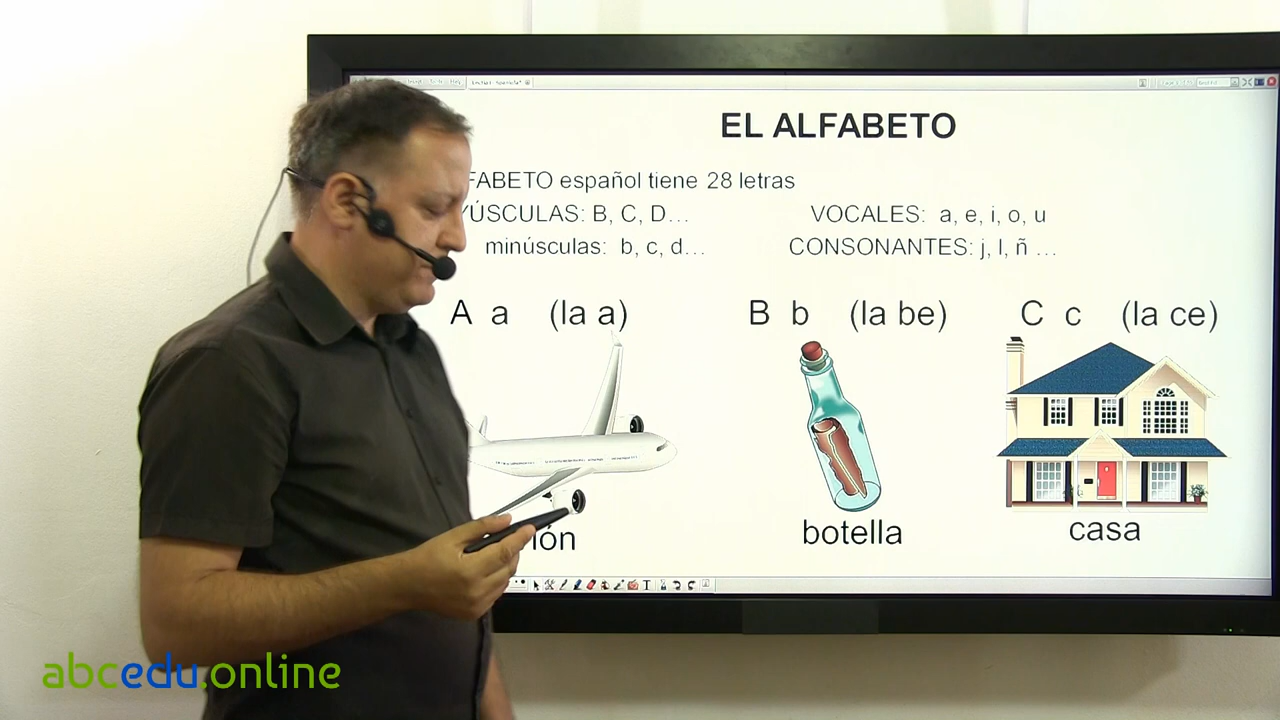 EL ALFABETO
FABETO español tiene 28 letras
YÚSCULAS: B, C, D...
VOCALES: a, e, i, o, u
minúsculas: b, c, d...
CONSONANTES: j, l, ñ ...
A a (la a)
B b (la be)
C c (la ce)
ión
botella
casa
abcedu.online